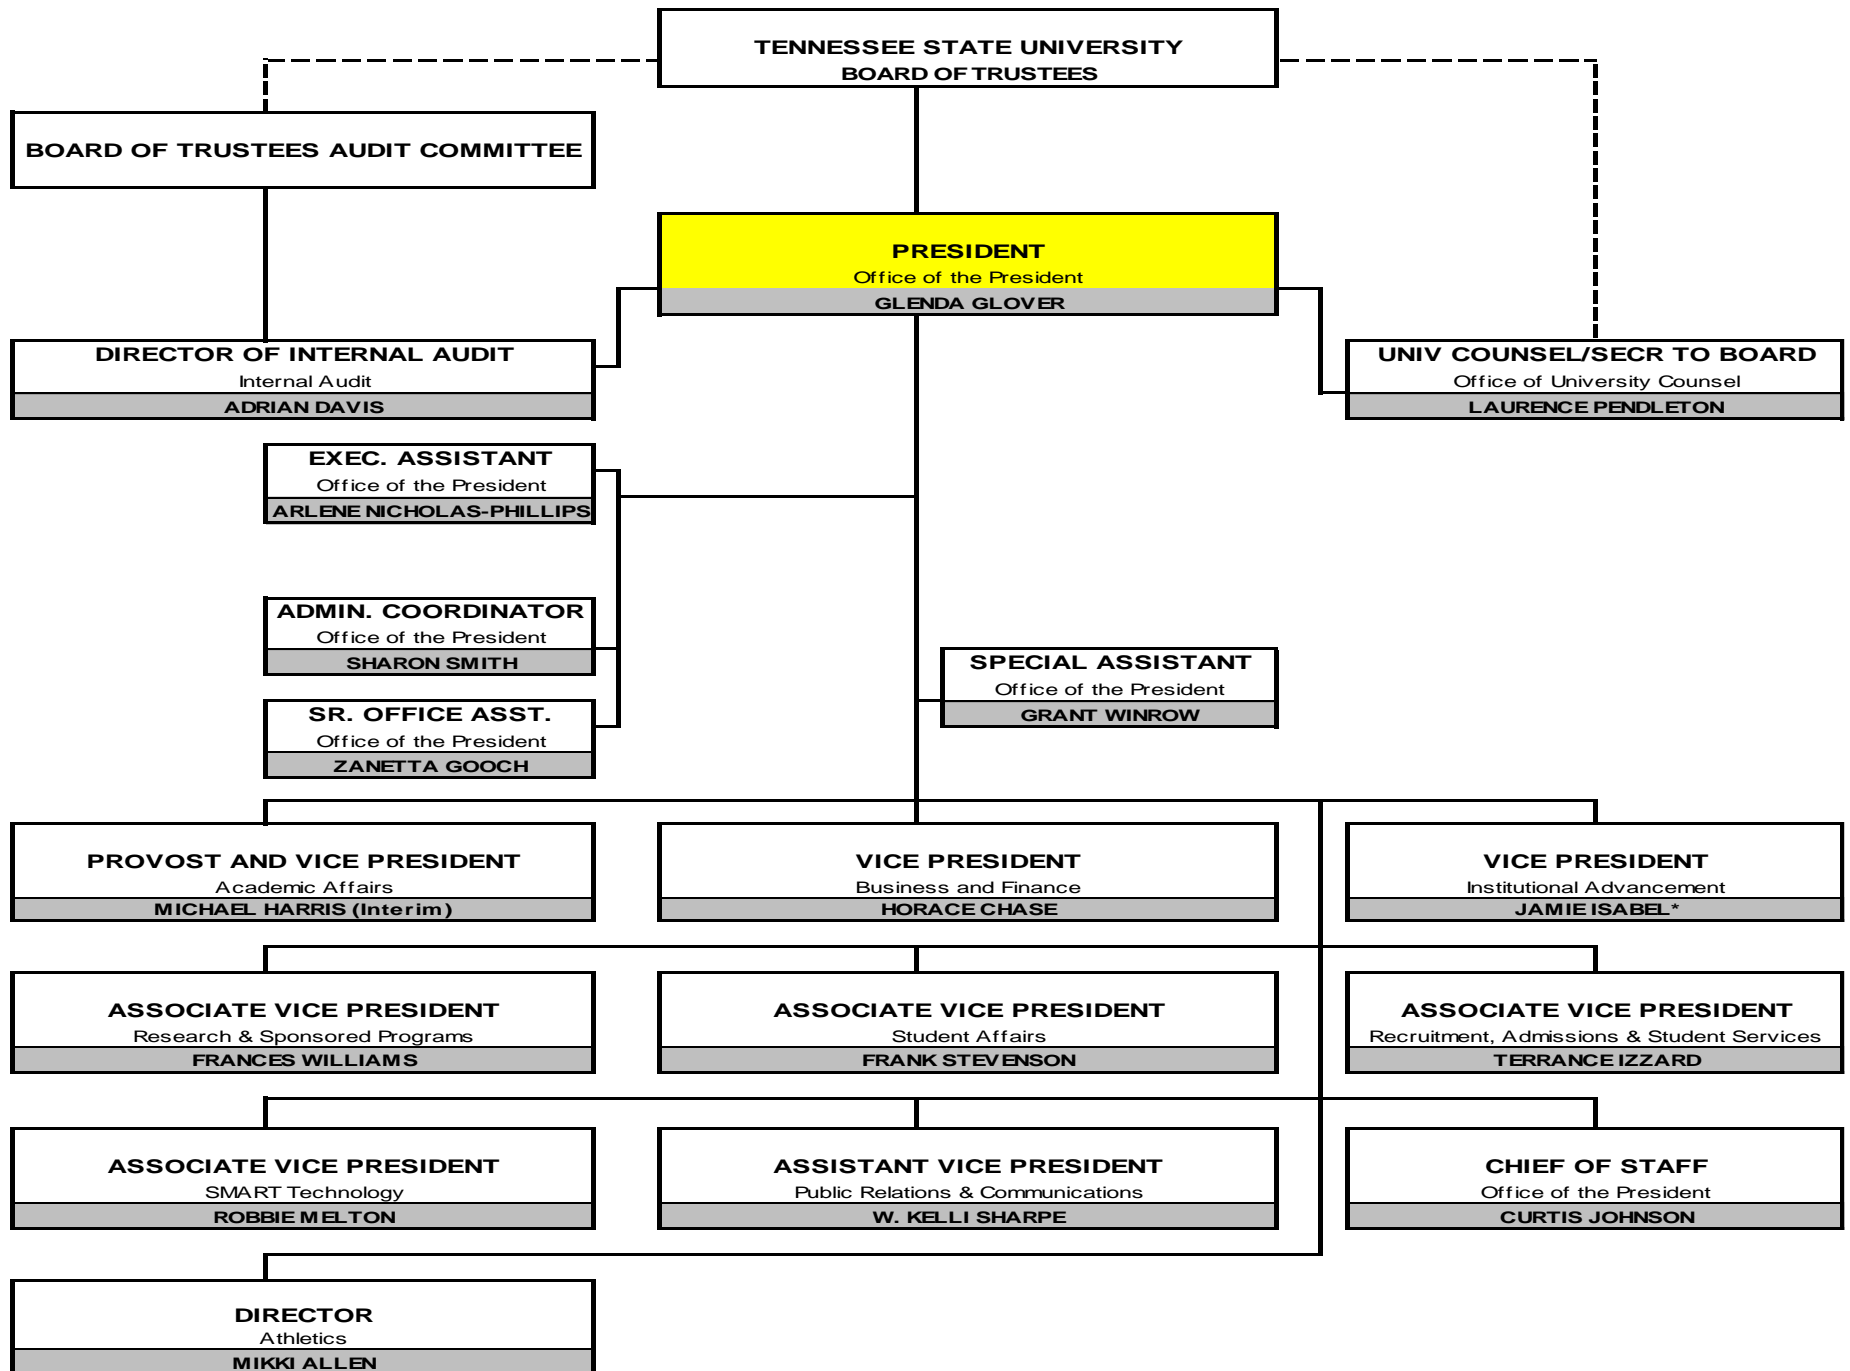 TENNESSEE STATE UNIVERSITY
BOARD OF TRUSTEES
BOARD OF TRUSTEES AUDIT COMMITTEE
PRESIDENT
Office of the President
GLENDA GLOVER
DIRECTOR OF INTERNAL AUDIT
Internal Audit
ADRIAN DAVIS
UNIV COUNSEL/SECR TO BOARD
Office of University Counsel
LAURENCE PENDLETON
EXEC. ASSISTANT
Office of the President
ARLENE NICHOLAS-PHILLIPS
ADMIN. COORDINATOR
Office of the President
SHARON SMITH
SPECIAL ASSISTANT
Office of the President
GRANT WINROW
SR. OFFICE ASST.
Office of the President
ZANETTA GOOCH
PROVOST AND VICE PRESIDENT
Academic Affairs
MICHAEL HARRIS (Interim)
VICE PRESIDENT
Business and Finance
HORACE CHASE
VICE PRESIDENT
Institutional Advancement
JAMIE ISABEL*
ASSOCIATE VICE PRESIDENT
Research & Sponsored Programs
FRANCES WILLIAMS
ASSOCIATE VICE PRESIDENT
Student Affairs
FRANK STEVENSON
ASSOCIATE VICE PRESIDENT
Recruitment, Admissions & Student Services
TERRANCE IZZARD
ASSOCIATE VICE PRESIDENT
SMART Technology
ROBBIE MELTON
ASSISTANT VICE PRESIDENT
Public Relations & Communications
W. KELLI SHARPE
CHIEF OF STAFF
Office of the President
CURTIS JOHNSON
DIRECTOR
Athletics
MIKKI ALLEN